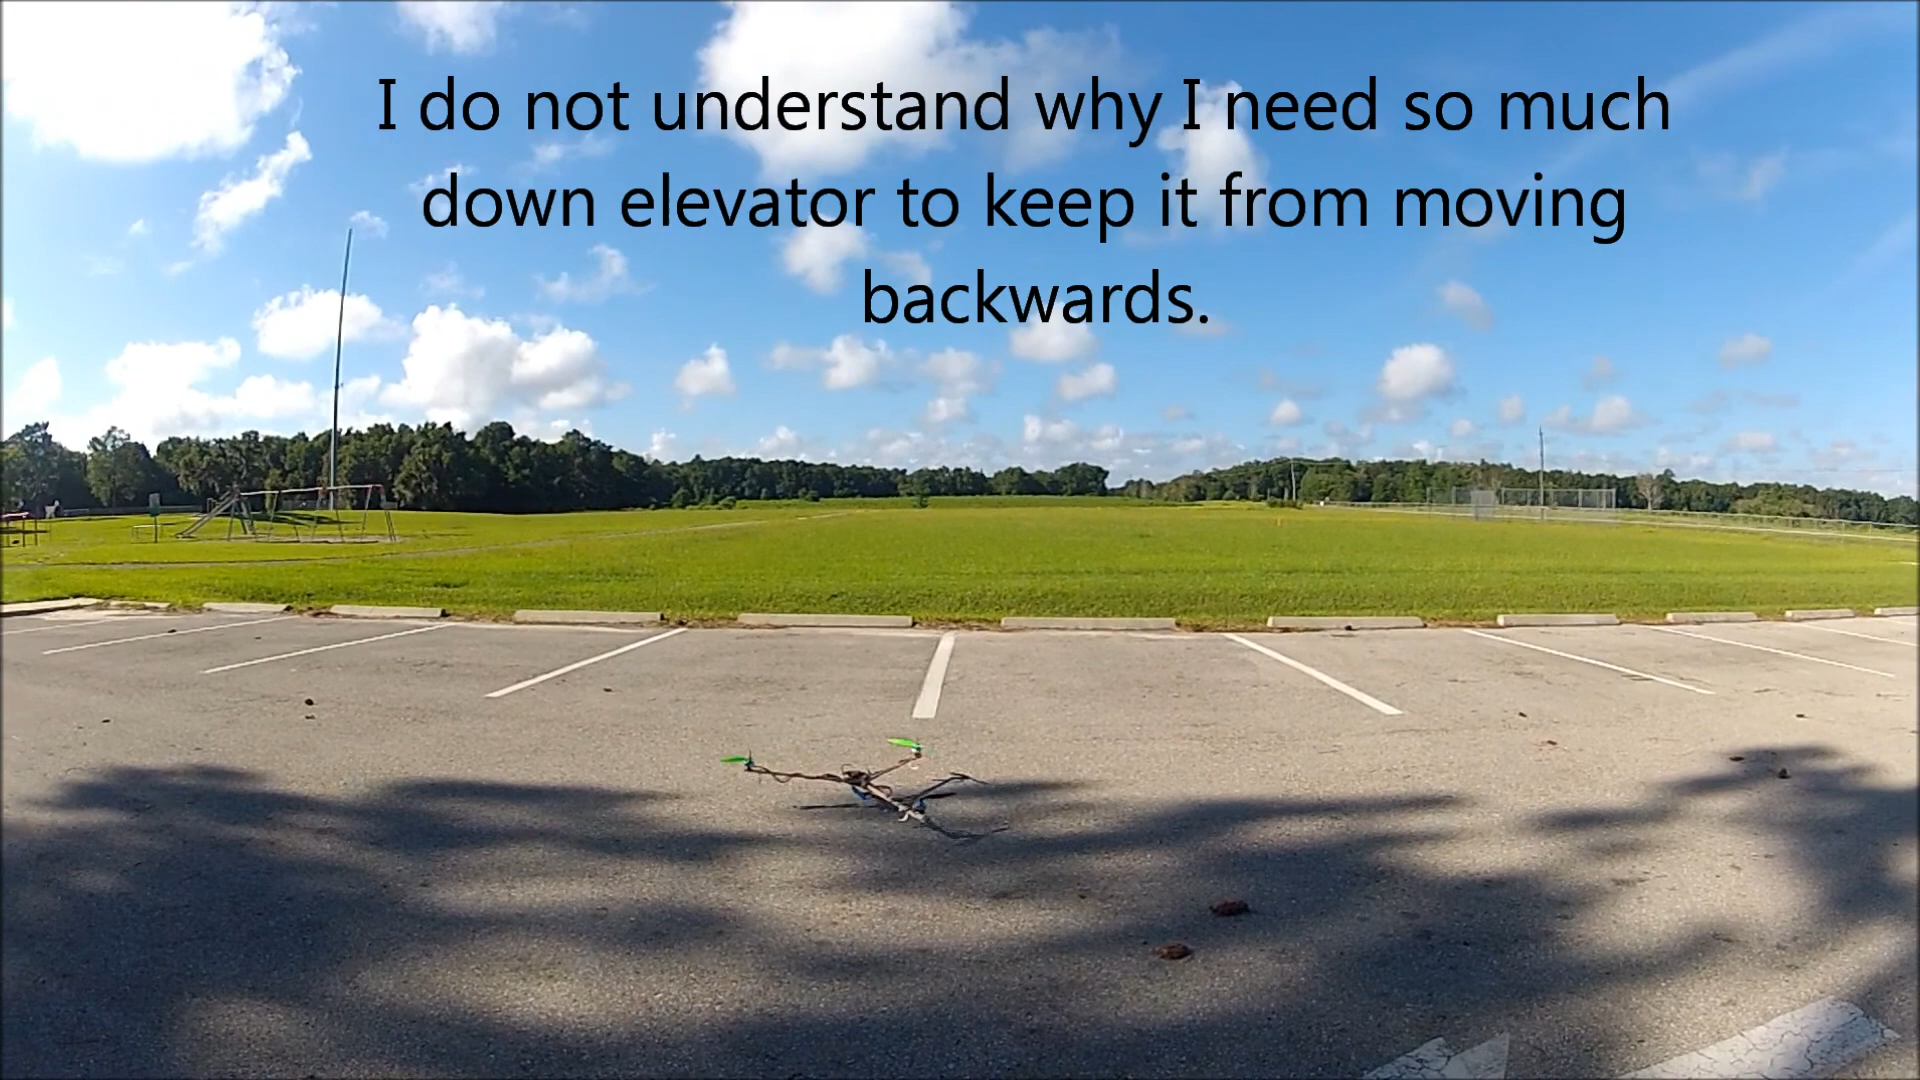 I do not understand why I need so much
down elevator to keep it from moving
backwards.